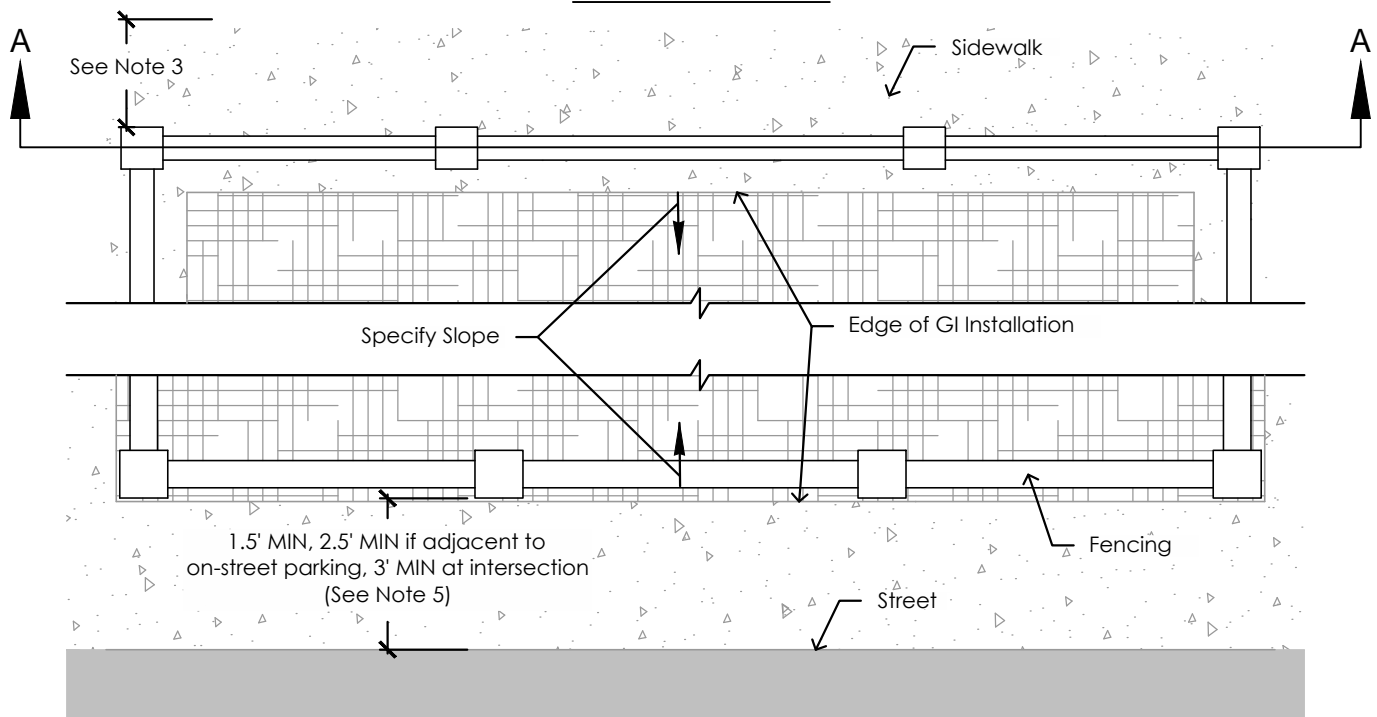 A
A
Sidewalk
See Note 3
Specify Slope
Edge of GI Installation
1.5' MIN, 2.5' MIN if adjacent to
on-street parking, 3' MIN at intersection
(See Note 5)
Fencing
Street